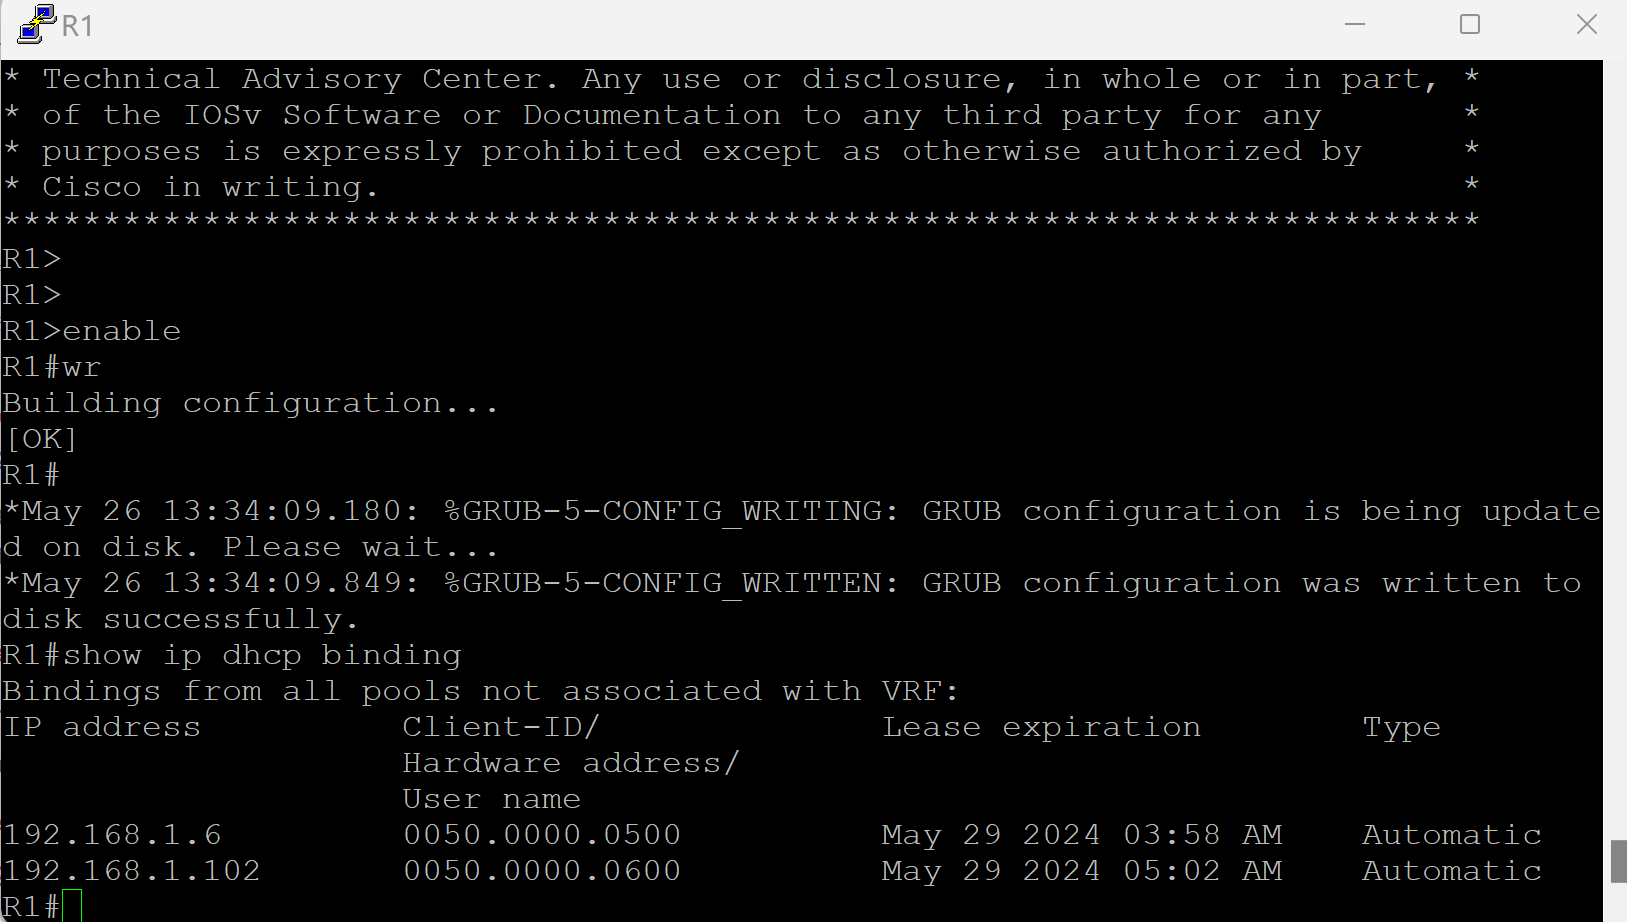 R1
* Technical Advisory Center. Any use or disclosure, in whole or in part, *
* of the IOSv Software or Documentation to any third party for any       *
* purposes is expressly prohibited except as otherwise authorized by     *
* Cisco in writing.                                                      *
**************************************************************************
R1>
R1>
R1>enable
R1#wr
Building configuration...
[OK]
R1#
*May 26 13:34:09.180: %GRUB-5-CONFIG_WRITING: GRUB configuration is being update
d on disk. Please wait...
*May 26 13:34:09.849: %GRUB-5-CONFIG_WRITTEN: GRUB configuration was written to
disk successfully.
R1#show ip dhcp binding
Bindings from all pools not associated with VRF:
IP address          Client-ID/              Lease expiration        Type
                    Hardware address/
                    User name
192.168.1.6         0050.0000.0500          May 29 2024 03:58 AM    Automatic
192.168.1.102       0050.0000.0600          May 29 2024 05:02 AM    Automatic
R1#